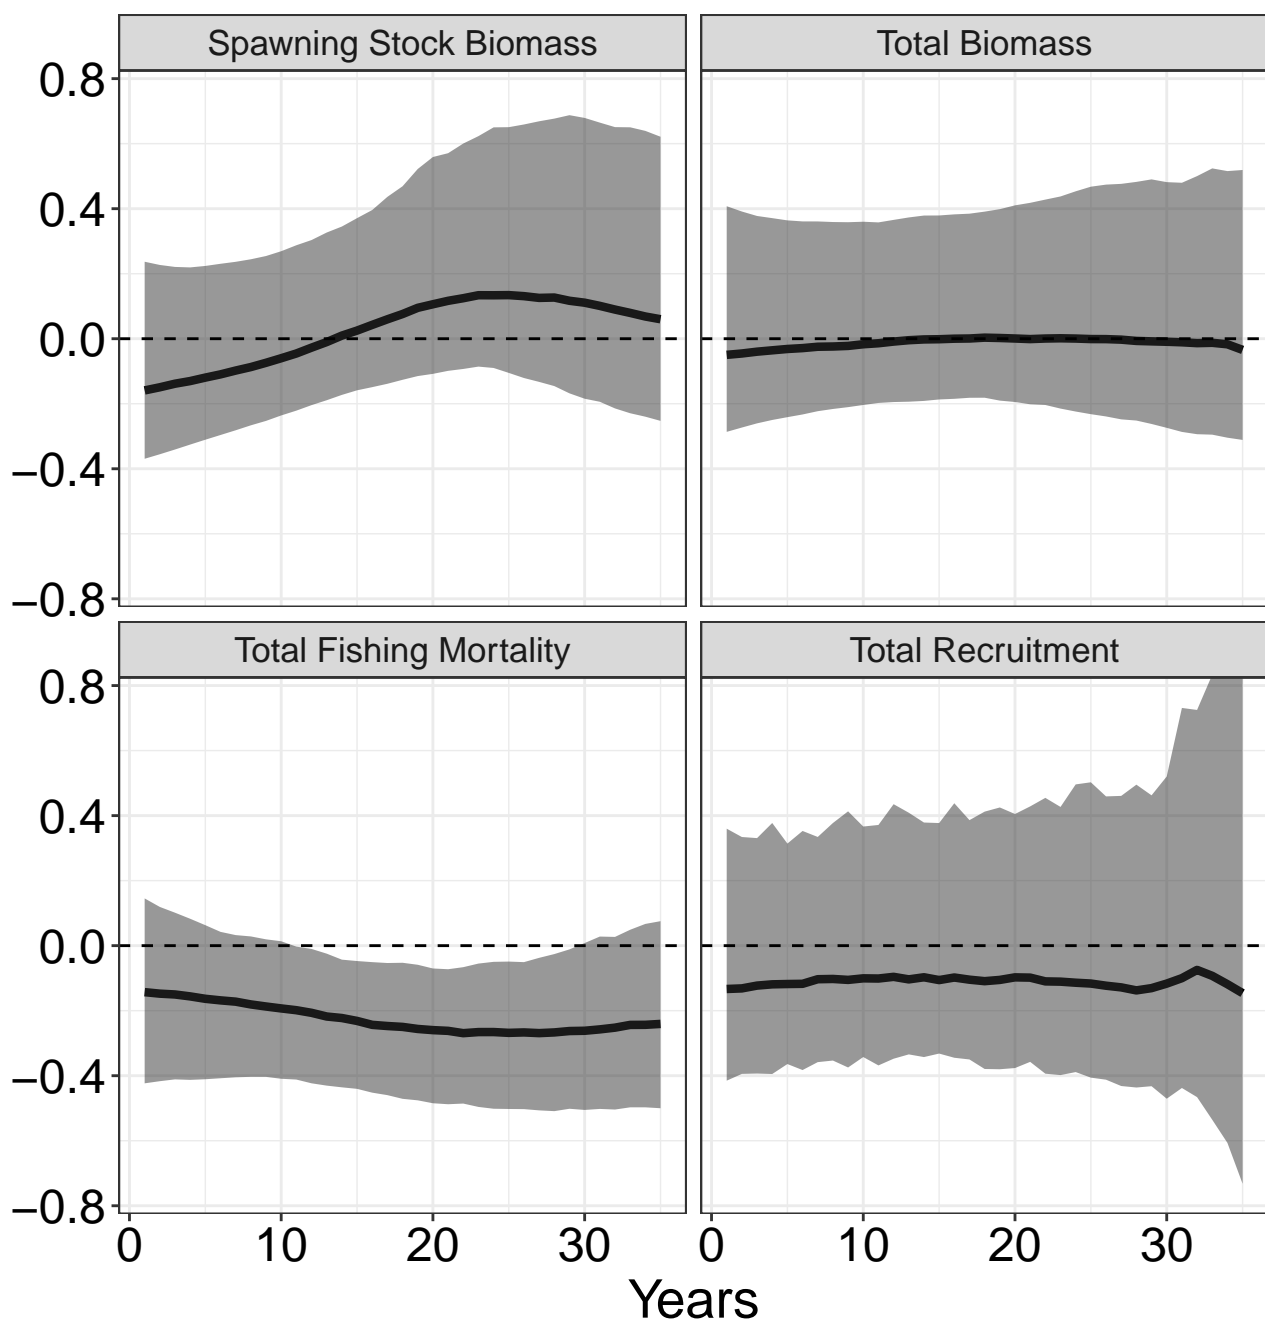 Spawning Stock Biomass
Total Biomass
0.8
0.4
0.0
−0.4
−0.8
Total Fishing Mortality
Total Recruitment
0.8
0.4
0.0
−0.4
−0.8
0 10 20 30
0 10 20 30
Years